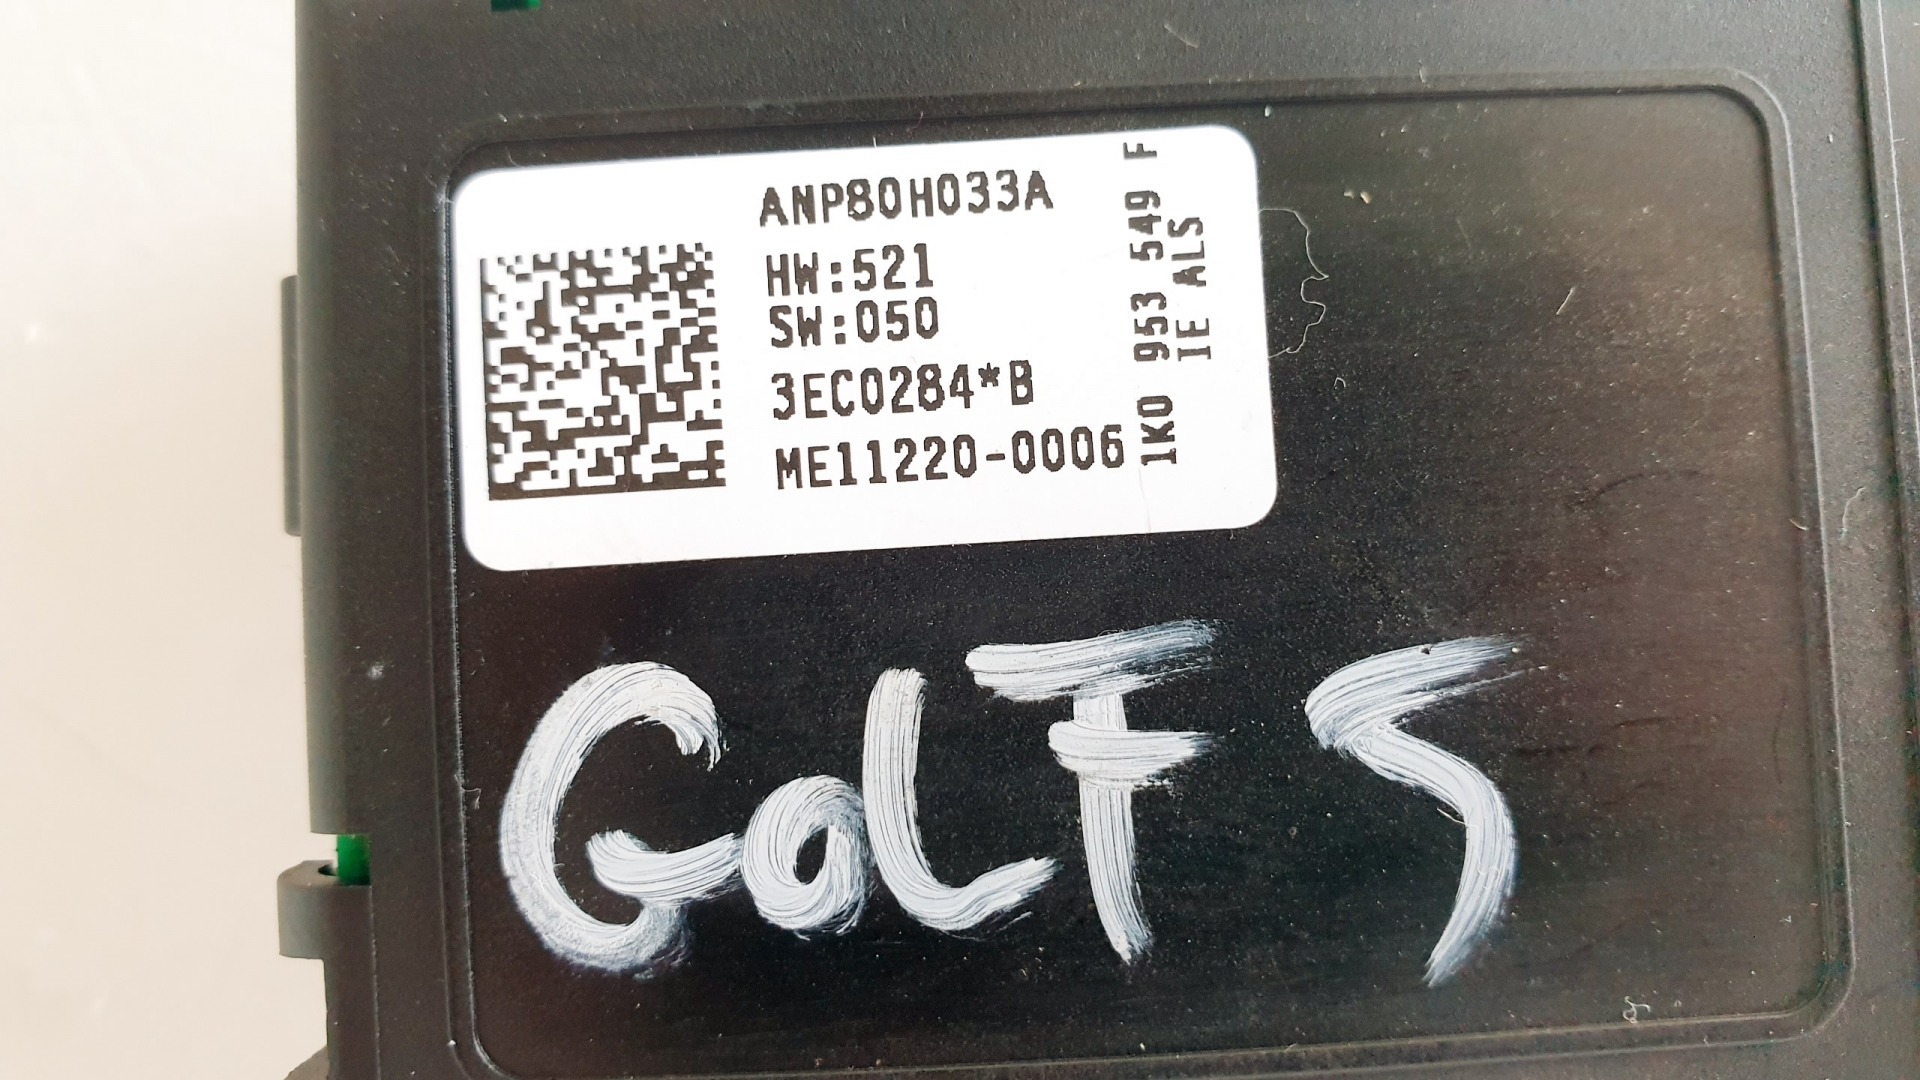 ANP80H033A
HW:521
SW:050
3EC0284*B
ME11220-0006
1K0 953 549 F
IE ALS
GoLF 5